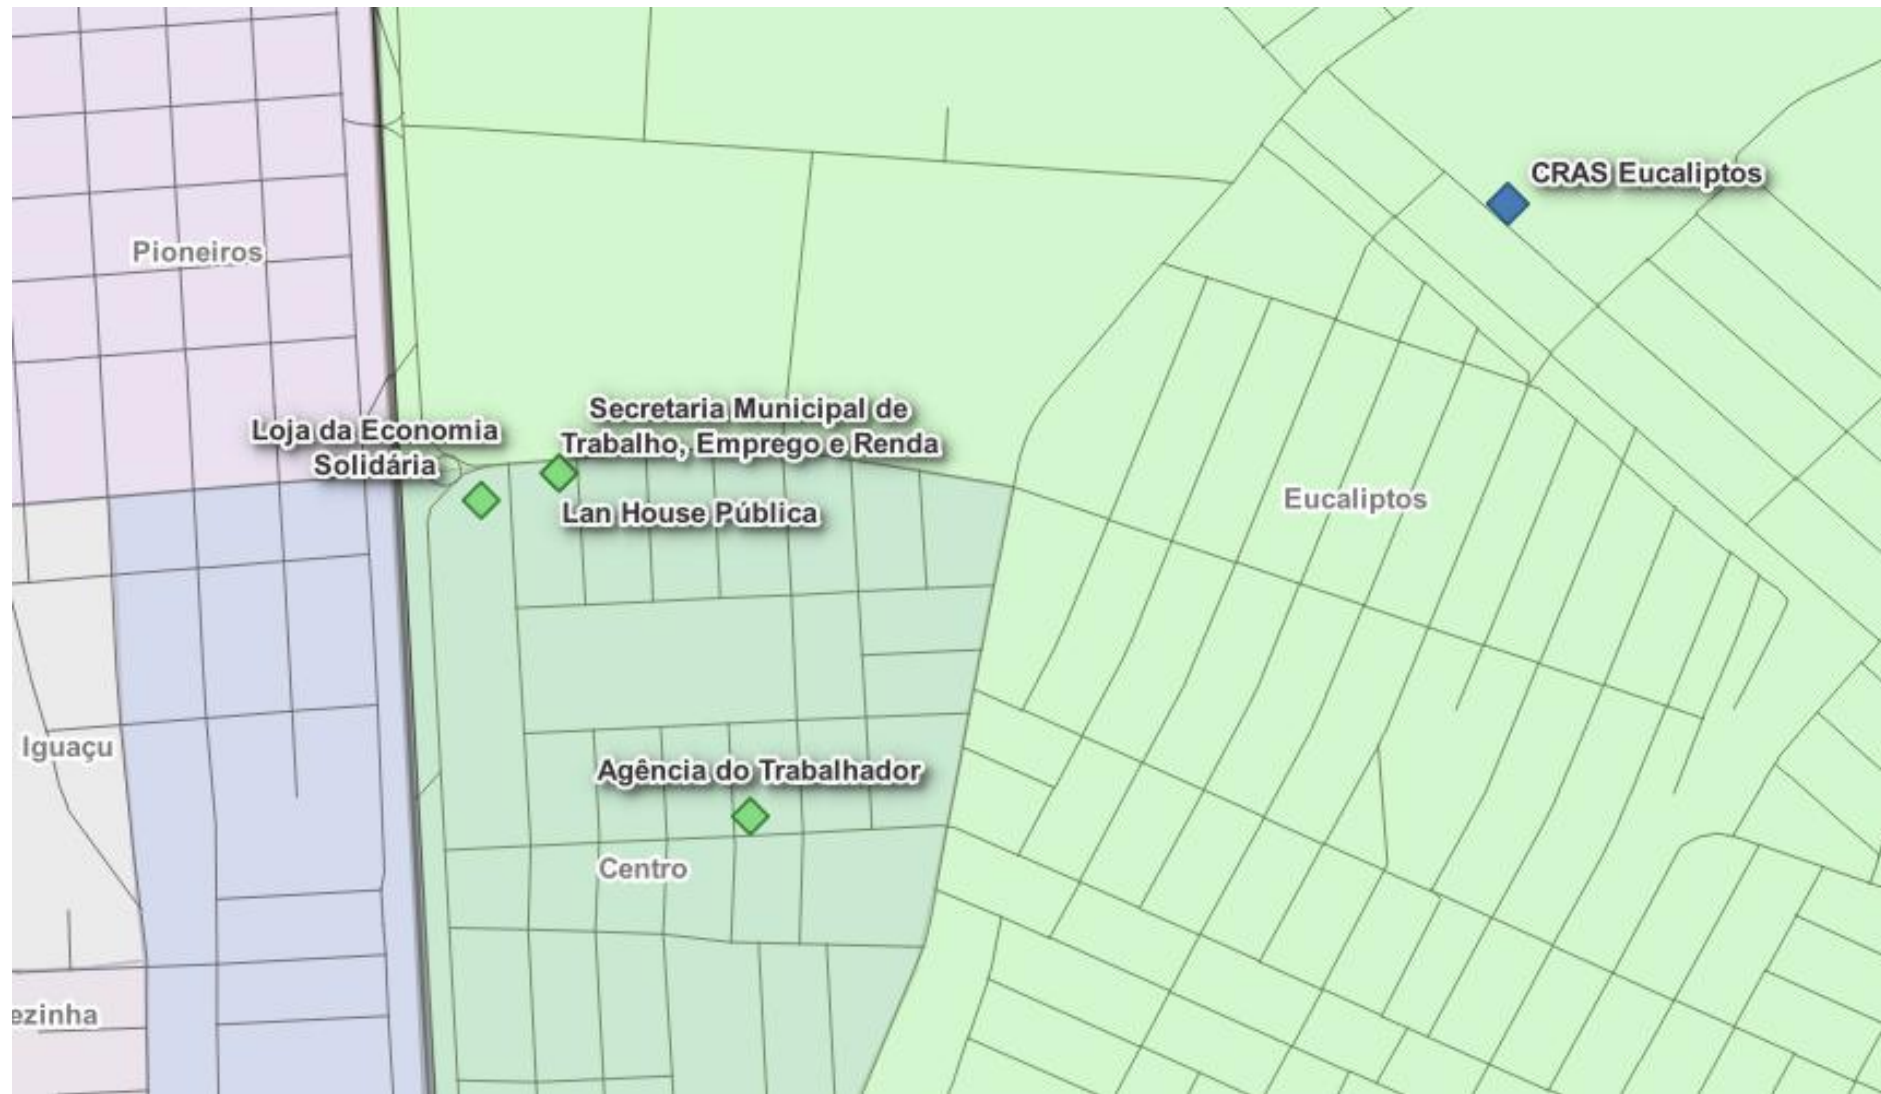 CRAS Eucaliptos
Pioneiros
Secretaria Municipal de
Trabalho, Emprego e Renda
Loja da Economia
Solidária
Lan House Pública
Eucaliptos
Iguaçu
Agência do Trabalhador
Centro
ezinha